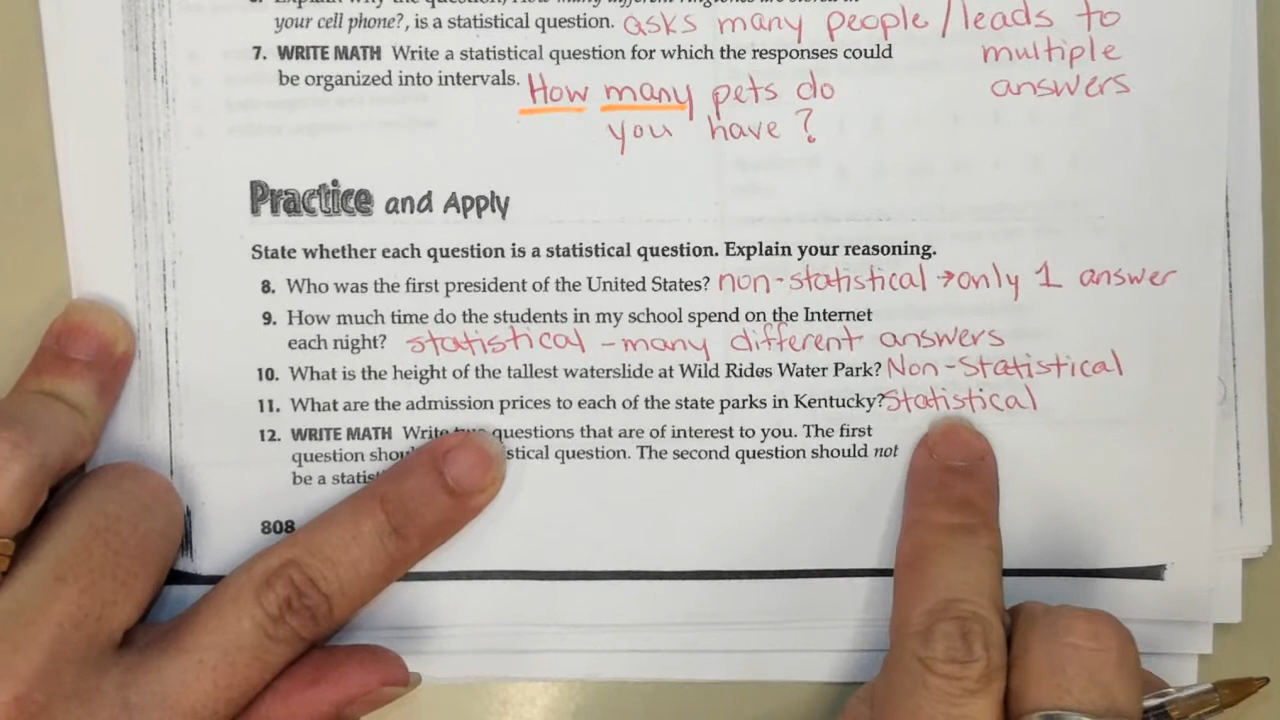 your cell phone?, is a statistical question. asks many people / leads to
multiple
answers
7. WRITE MATH Write a statistical question for which the responses could
be organized into intervals. How many pets do
you have?
Practice and Apply
State whether each question is a statistical question. Explain your reasoning.
8. Who was the first president of the United States? non-statistical → only 1 answer
9. How much time do the students in my school spend on the Internet
each night? statistical - many different answers
10. What is the height of the tallest waterslide at Wild Rides Water Park? Non-Statistical
11. What are the admission prices to each of the state parks in Kentucky? Statistical
12. WRITE MATH Write questions that are of interest to you. The first
question question. The second question should not
be a
808